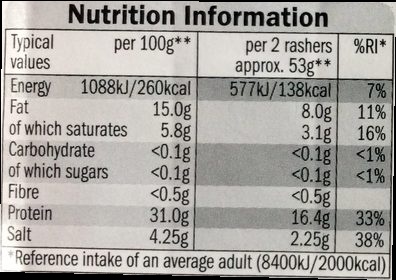 Nutrition Information
Typical values per 100g** per 2 rashers approx. 53g** %RI*
Energy 1088kJ/260kcal 577kJ/138kcal 7%
Fat 15.0g 8.0g 11%
of which saturates 5.8g 3.1g 16%
Carbohydrate <0.1g <0.1g <1%
of which sugars <0.1g <0.1g <1%
Fibre <0.5g <0.5g
Protein 31.0g 16.4g 33%
Salt 4.25g 2.25g 38%
*Reference intake of an average adult (8400kJ/2000kcal)